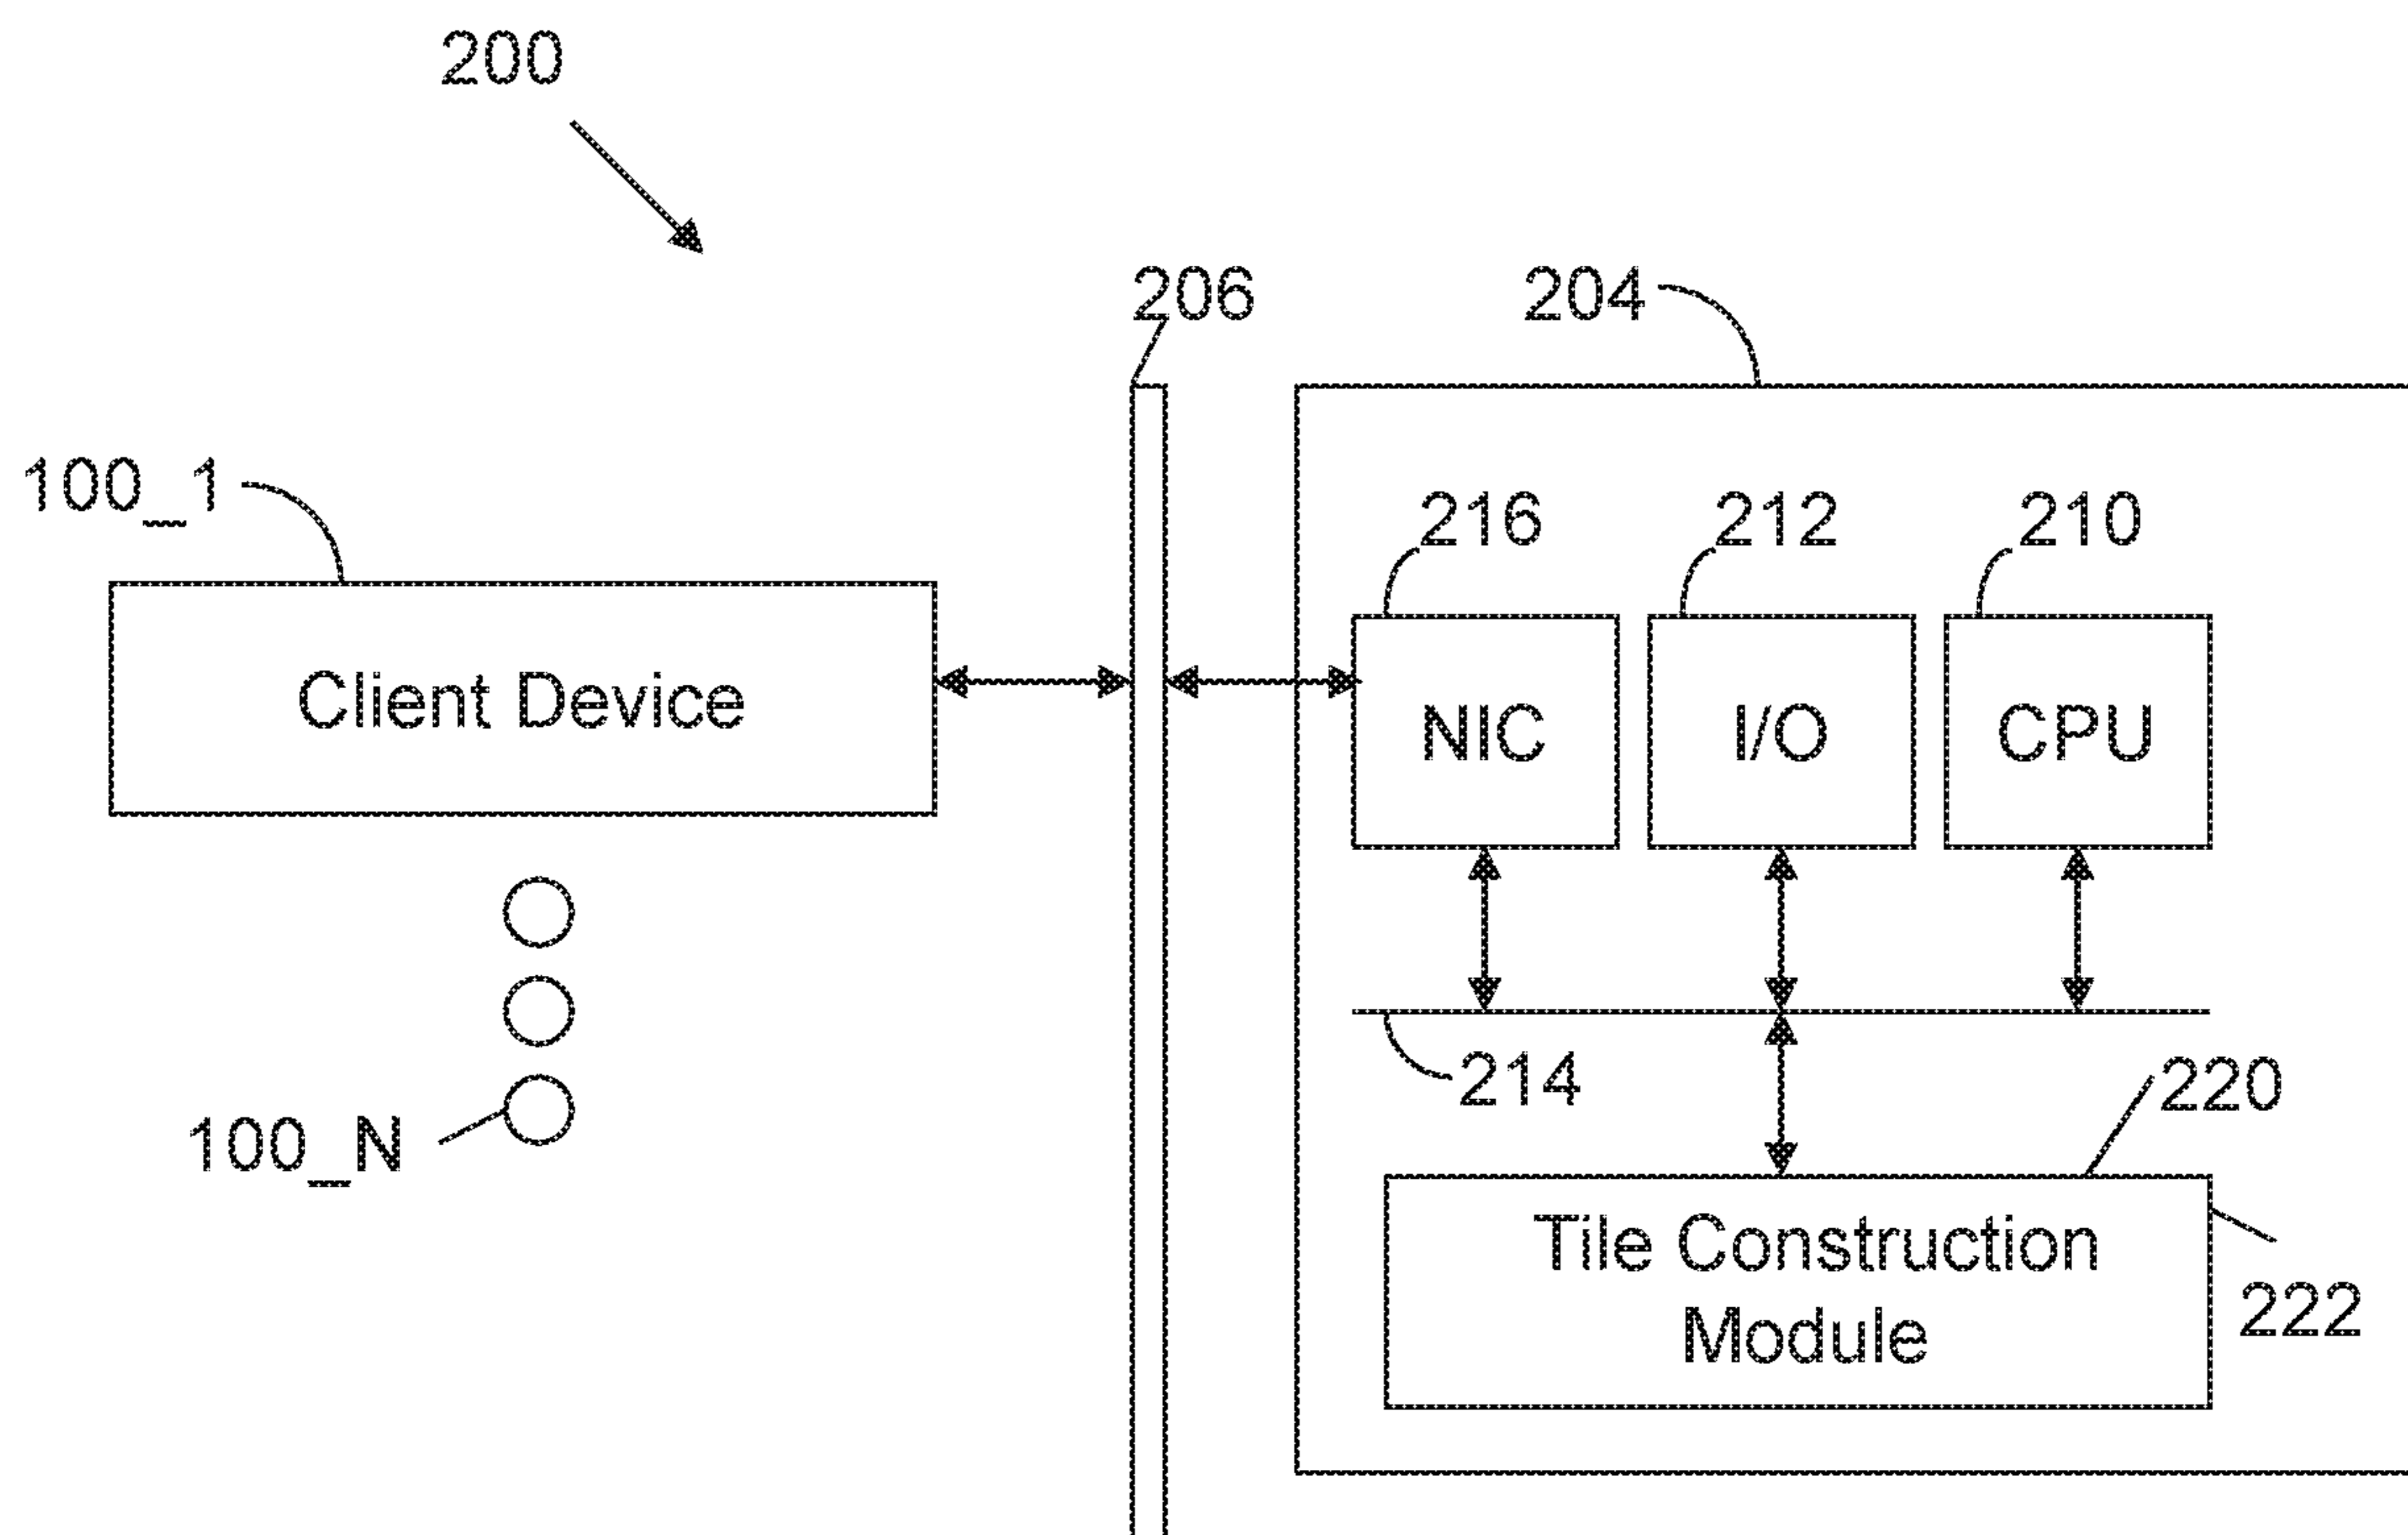 200
206
204
100_1
216
212
210
Client Device
NIC
I/O
CPU
214
220
100_N
Tile Construction
Module
222